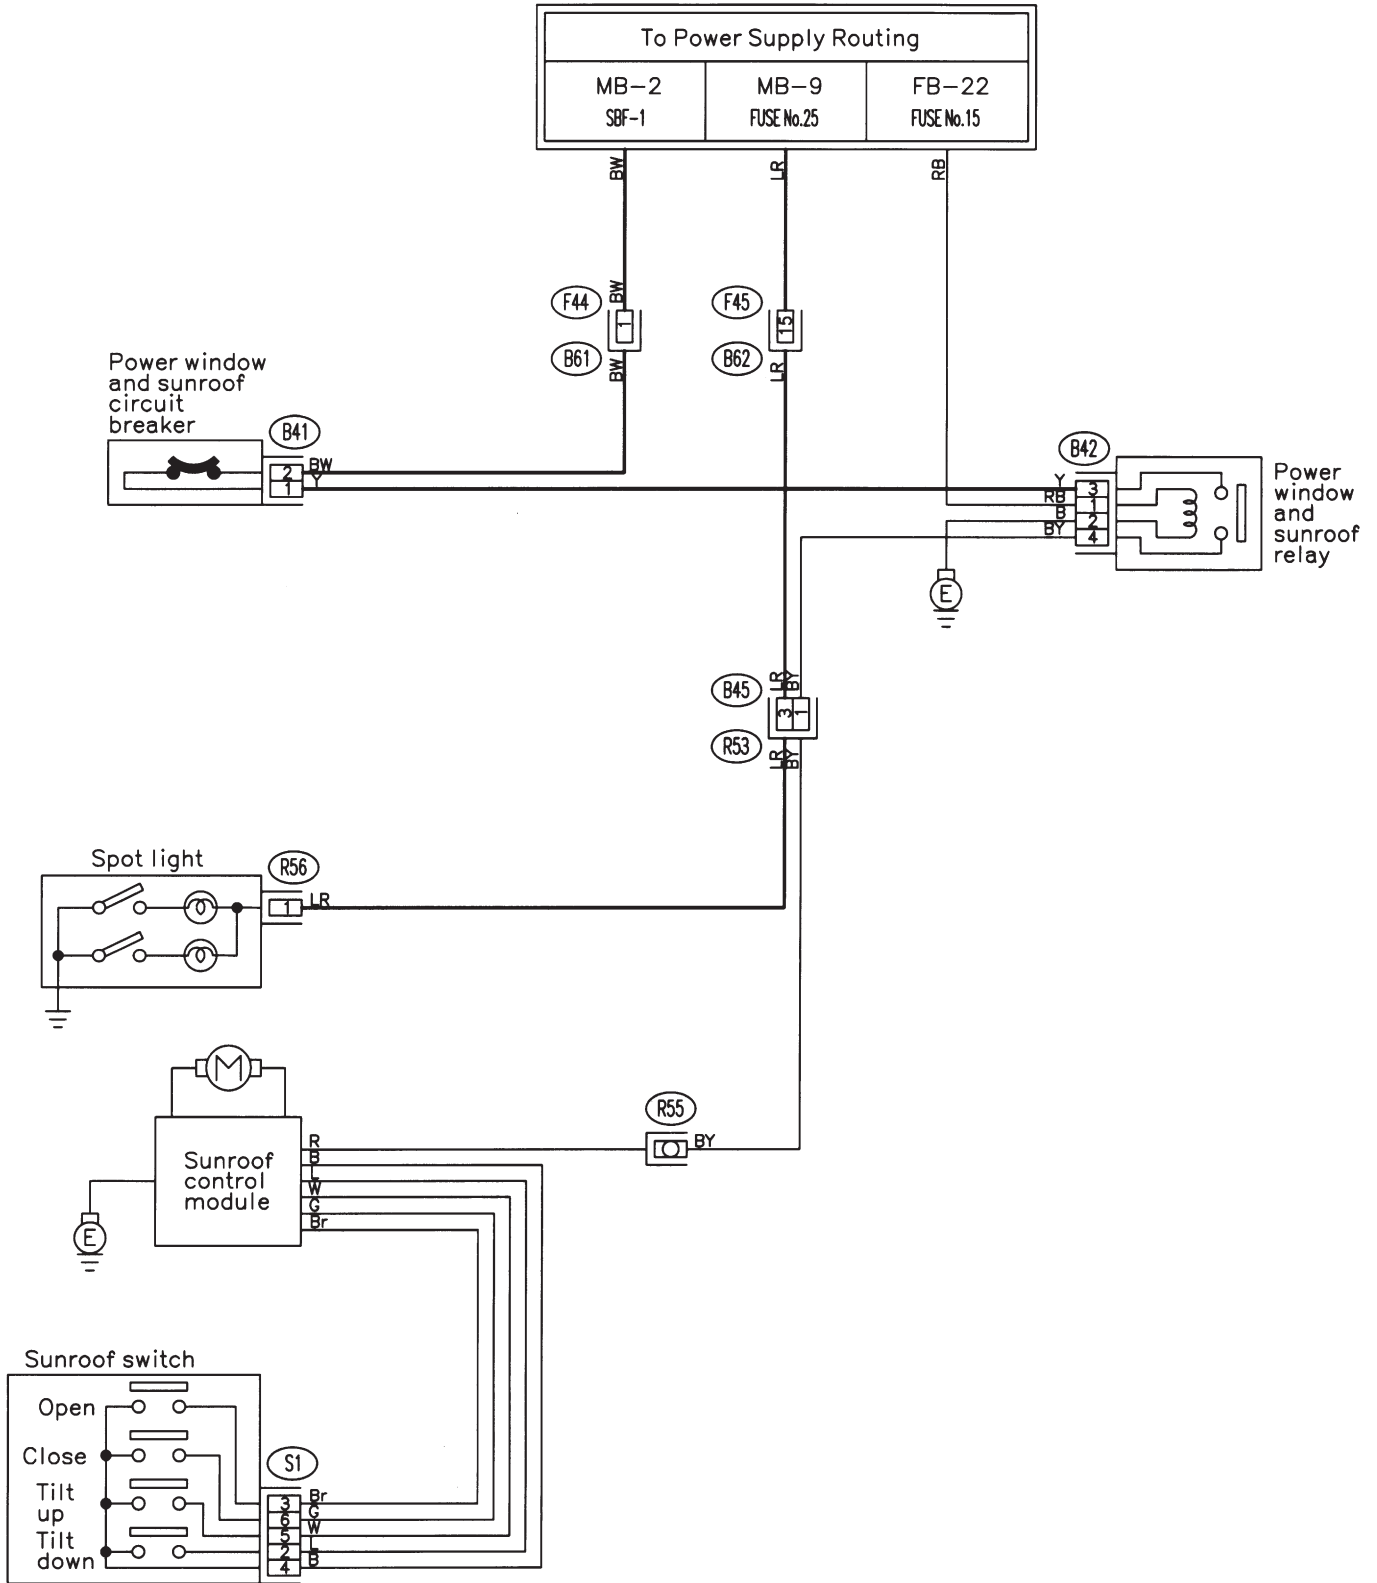 To Power Supply Routing
MB-2
MB-9
FB-22
SBF-1
FUSE No.25
FUSE No.15
BW
LR
RB
BW
F44
F45
1
15
B61
B62
BW
LR
Power window
and sunroof
circuit
breaker
B41
2
BW
1
Y
B42
Y
3
RB
1
B
2
BY
4
Power
window
and
sunroof
relay
E
LR
BY
B45
3
1
R53
LR
BY
Spot light
R56
1
LR
M
R55
BY
Sunroof
control
module
R
B
L
W
G
Br
E
Sunroof switch
Open
Close
Tilt
up
Tilt
down
S1
3
Br
6
G
5
W
2
L
4
B